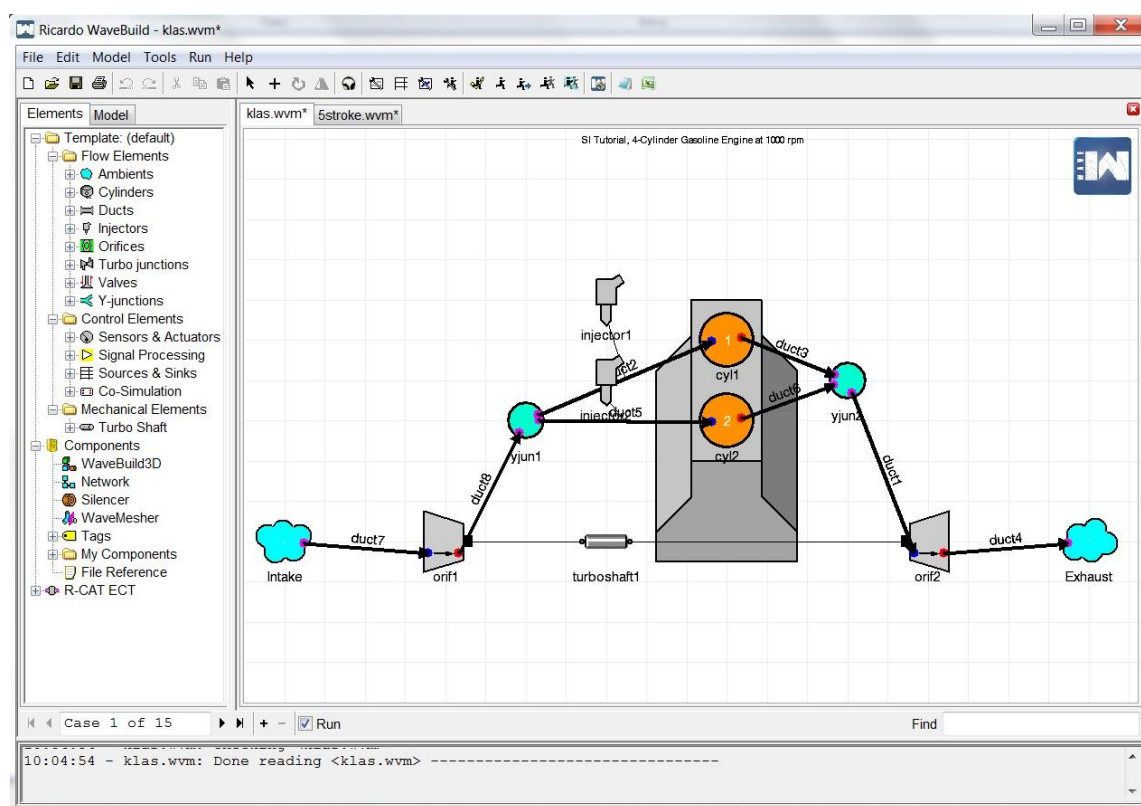 Ricardo WaveBuild - klas.wvm*
File Edit Model Tools Run Help
Elements Model
klas.wvm* 5stroke.wvm*
Template: (default)
Flow Elements
Ambients
Cylinders
Ducts
Injectors
Orifices
Turbo junctions
Valves
Y-junctions
Control Elements
Sensors & Actuators
Signal Processing
Sources & Sinks
Co-Simulation
Mechanical Elements
Turbo Shaft
Components
WaveBuild3D
Network
Silencer
WaveMesher
Tags
My Components
File Reference
R-CAT ECT
SI Tutorial, 4-Cylinder Gasoline Engine at 1000 rpm
WAVE
injector1
1
duct3
duct2
cyl1
duct6
duct5
2
yjun1
cyl2
yjun2
duct8
duct1
duct7
duct4
Intake
orif1
turboshaft1
orif2
Exhaust
Case 1 of 15
Run
Find
10:04:54 - klas.wvm: Done reading <klas.wvm> --------------------------------